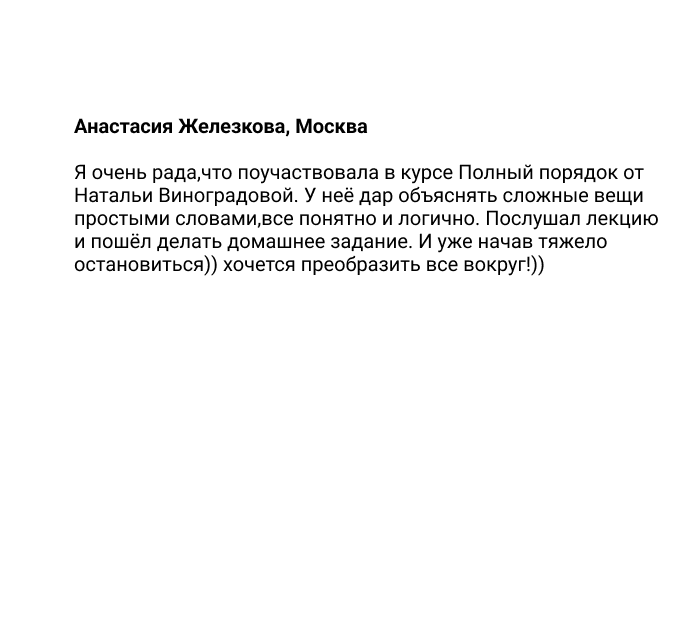 Анастасия Железкова, Москва
Я очень рада,что поучаствовала в курсе Полный порядок от
Натальи Виноградовой. У неё дар объяснять сложные вещи
простыми словами,все понятно и логично. Послушал лекцию
и пошёл делать домашнее задание. И уже начав тяжело
остановиться)) хочется преобразить все вокруг!))